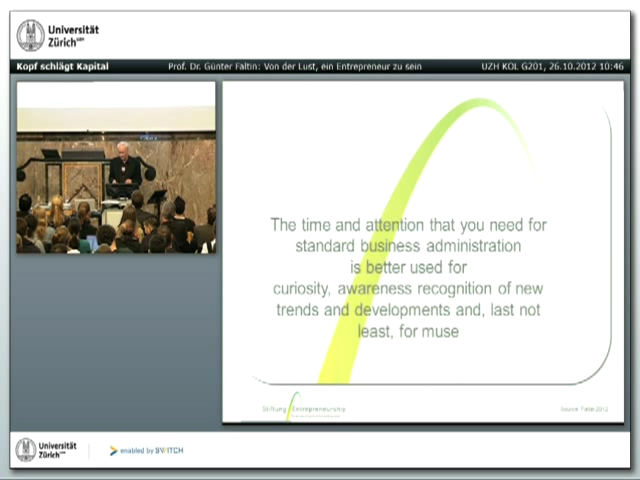 Universität
Zürich UZH
Kopf schlägt Kapital
Prof. Dr. Günter Faltin: Von der Lust, ein Entrepreneur zu sein
UZH KOL G201, 26.10.2012 10:46
The time and attention that you need for
standard business administration
is better used for
curiosity, awareness recognition of new
trends and developments and, last not
least, for muse
Stiftung Entrepreneurship
Source: Faltin 2012
Universität
Zürich UZH
enabled by SWITCH